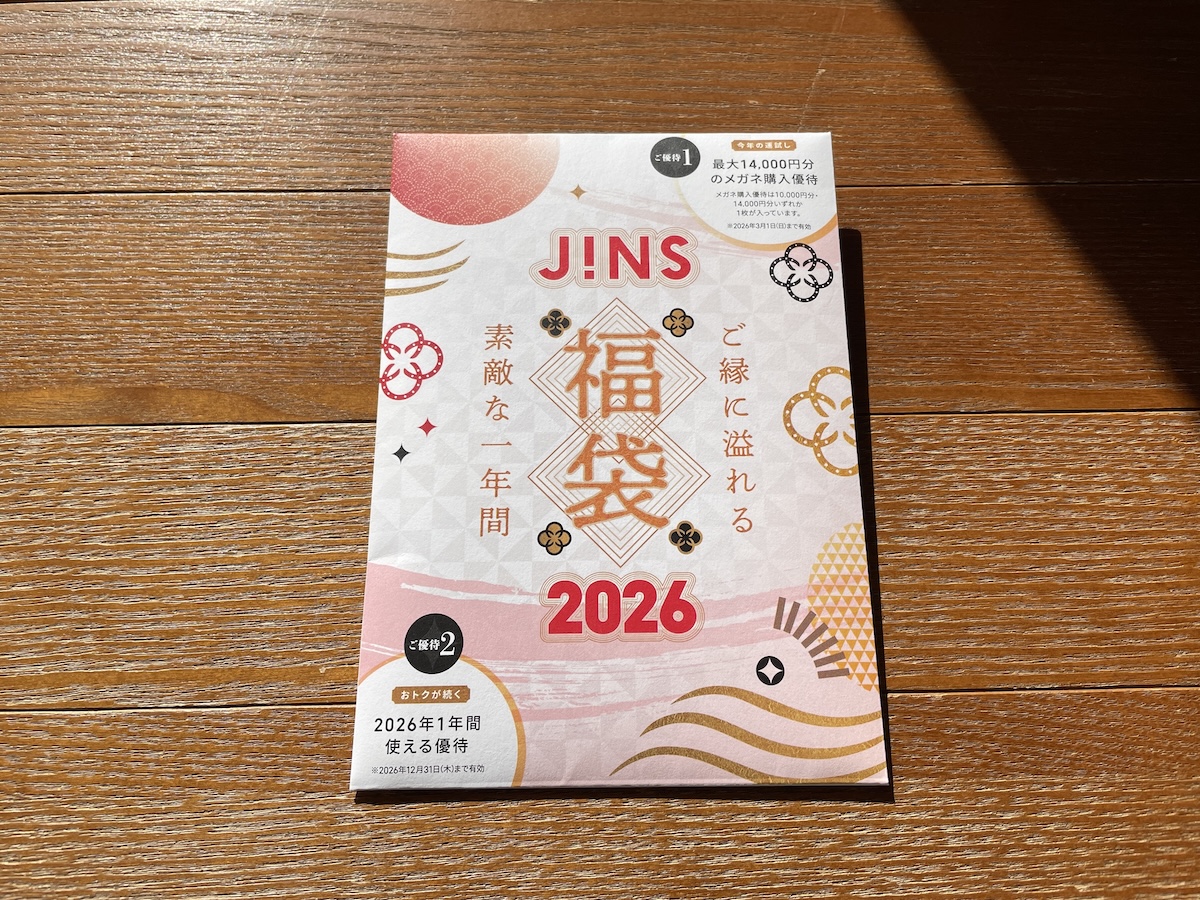 ご優待1
今年の運試し
最大14,000円分
のメガネ購入優待
メガネ購入優待は10,000円分・
14,000円分いずれか
1枚が入っています。
※2026年3月1日(日)まで有効
J!NS
福袋
ご縁に溢れる
素敵な一年間
2026
ご優待2
おトクが続く
2026年1年間
使える優待
※2026年12月31日(木)まで有効